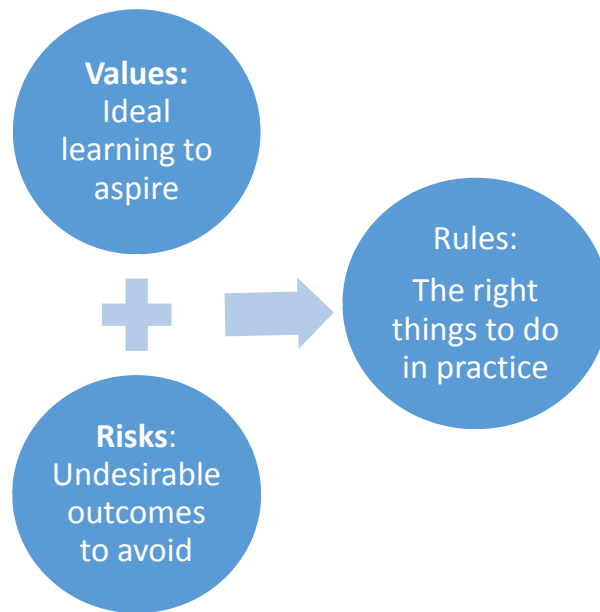 Values:
Ideal
learning to
aspire
Risks:
Undesirable
outcomes
to avoid
Rules:
The right
things to do
in practice